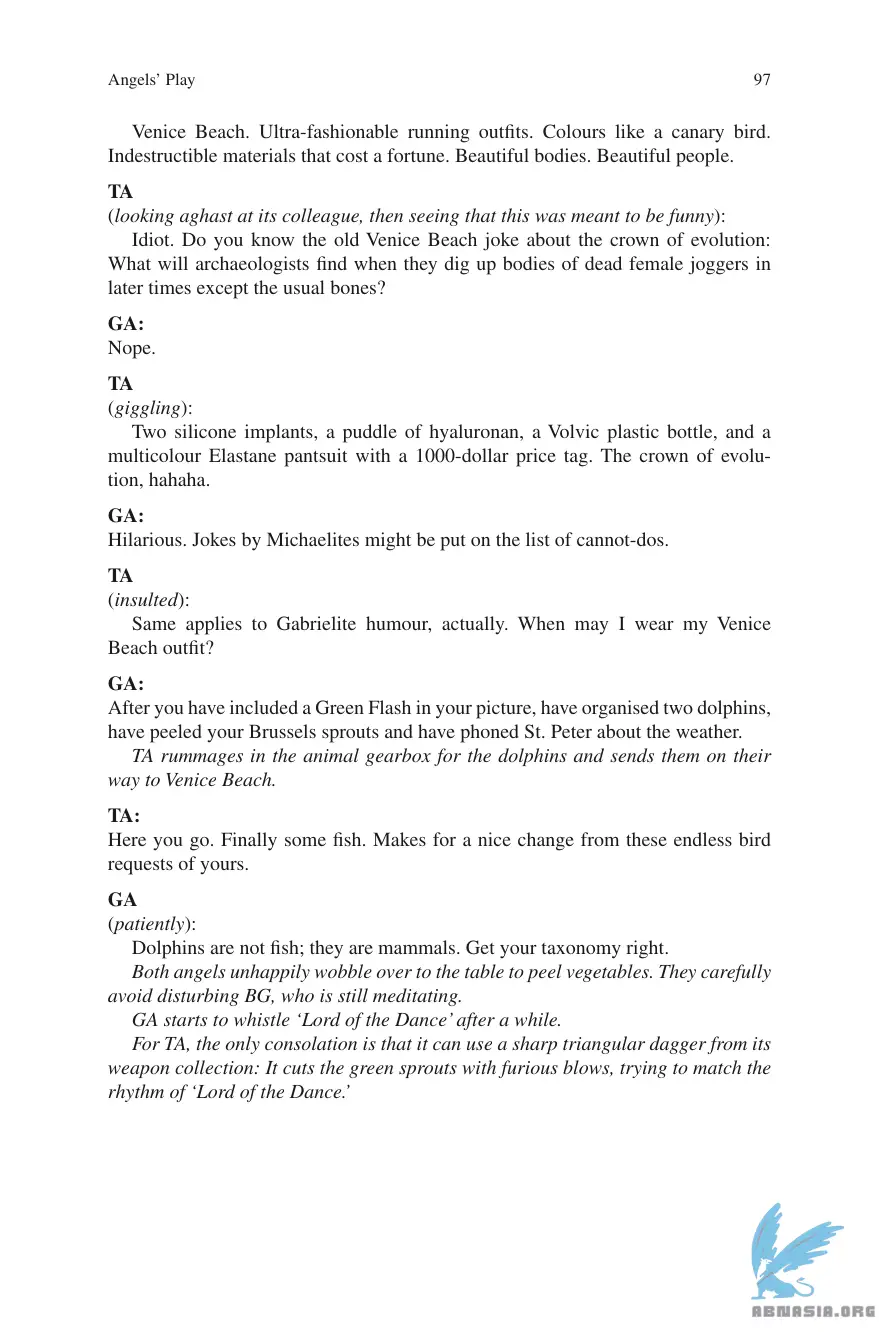 Angels’ Play 97
Venice Beach. Ultra-fashionable running outfits. Colours like a canary bird.
Indestructible materials that cost a fortune. Beautiful bodies. Beautiful people.
TA
(looking aghast at its colleague, then seeing that this was meant to be funny):
Idiot. Do you know the old Venice Beach joke about the crown of evolution:
What will archaeologists find when they dig up bodies of dead female joggers in
later times except the usual bones?
GA:
Nope.
TA
(giggling):
Two silicone implants, a puddle of hyaluronan, a Volvic plastic bottle, and a
multicolour Elastane pantsuit with a 1000-dollar price tag. The crown of evolu-
tion, hahaha.
GA:
Hilarious. Jokes by Michaelites might be put on the list of cannot-dos.
TA
(insulted):
Same applies to Gabrielite humour, actually. When may I wear my Venice
Beach outfit?
GA:
After you have included a Green Flash in your picture, have organised two dolphins,
have peeled your Brussels sprouts and have phoned St. Peter about the weather.
TA rummages in the animal gearbox for the dolphins and sends them on their
way to Venice Beach.
TA:
Here you go. Finally some fish. Makes for a nice change from these endless bird
requests of yours.
GA
(patiently):
Dolphins are not fish; they are mammals. Get your taxonomy right.
Both angels unhappily wobble over to the table to peel vegetables. They carefully
avoid disturbing BG, who is still meditating.
GA starts to whistle ‘Lord of the Dance’ after a while.
For TA, the only consolation is that it can use a sharp triangular dagger from its
weapon collection: It cuts the green sprouts with furious blows, trying to match the
rhythm of ‘Lord of the Dance.’
ABNASIA.ORG